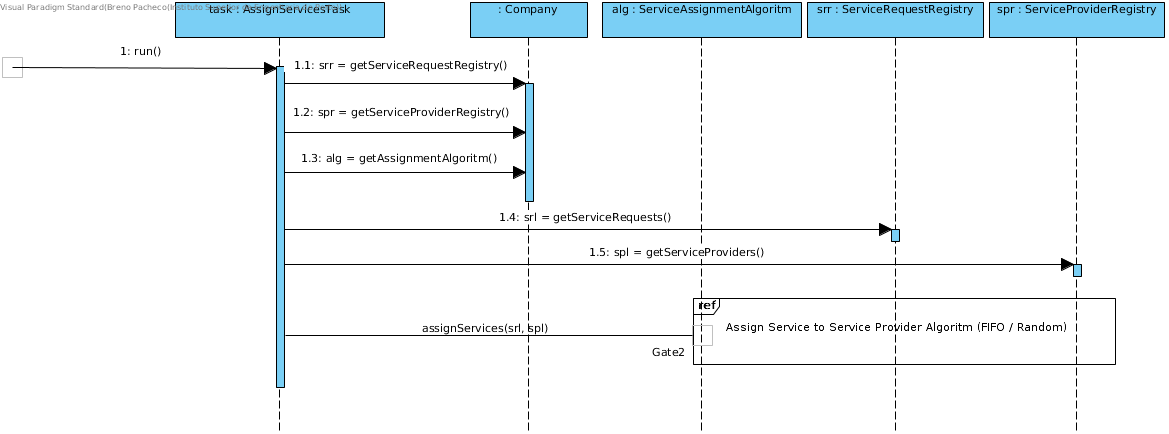 Visual Paradigm Standard(Breno Pacheco(Instituto
task : AssignServicesTask
: Company
alg : ServiceAssignmentAlgoritm
srr : ServiceRequestRegistry
spr : ServiceProviderRegistry
1: run()
1.1: srr = getServiceRequestRegistry()
1.2: spr = getServiceProviderRegistry()
1.3: alg = getAssignmentAlgoritm()
1.4: srl = getServiceRequests()
1.5: spl = getServiceProviders()
ref
Assign Service to Service Provider Algoritm (FIFO / Random)
assignServices(srl, spl)
Gate2